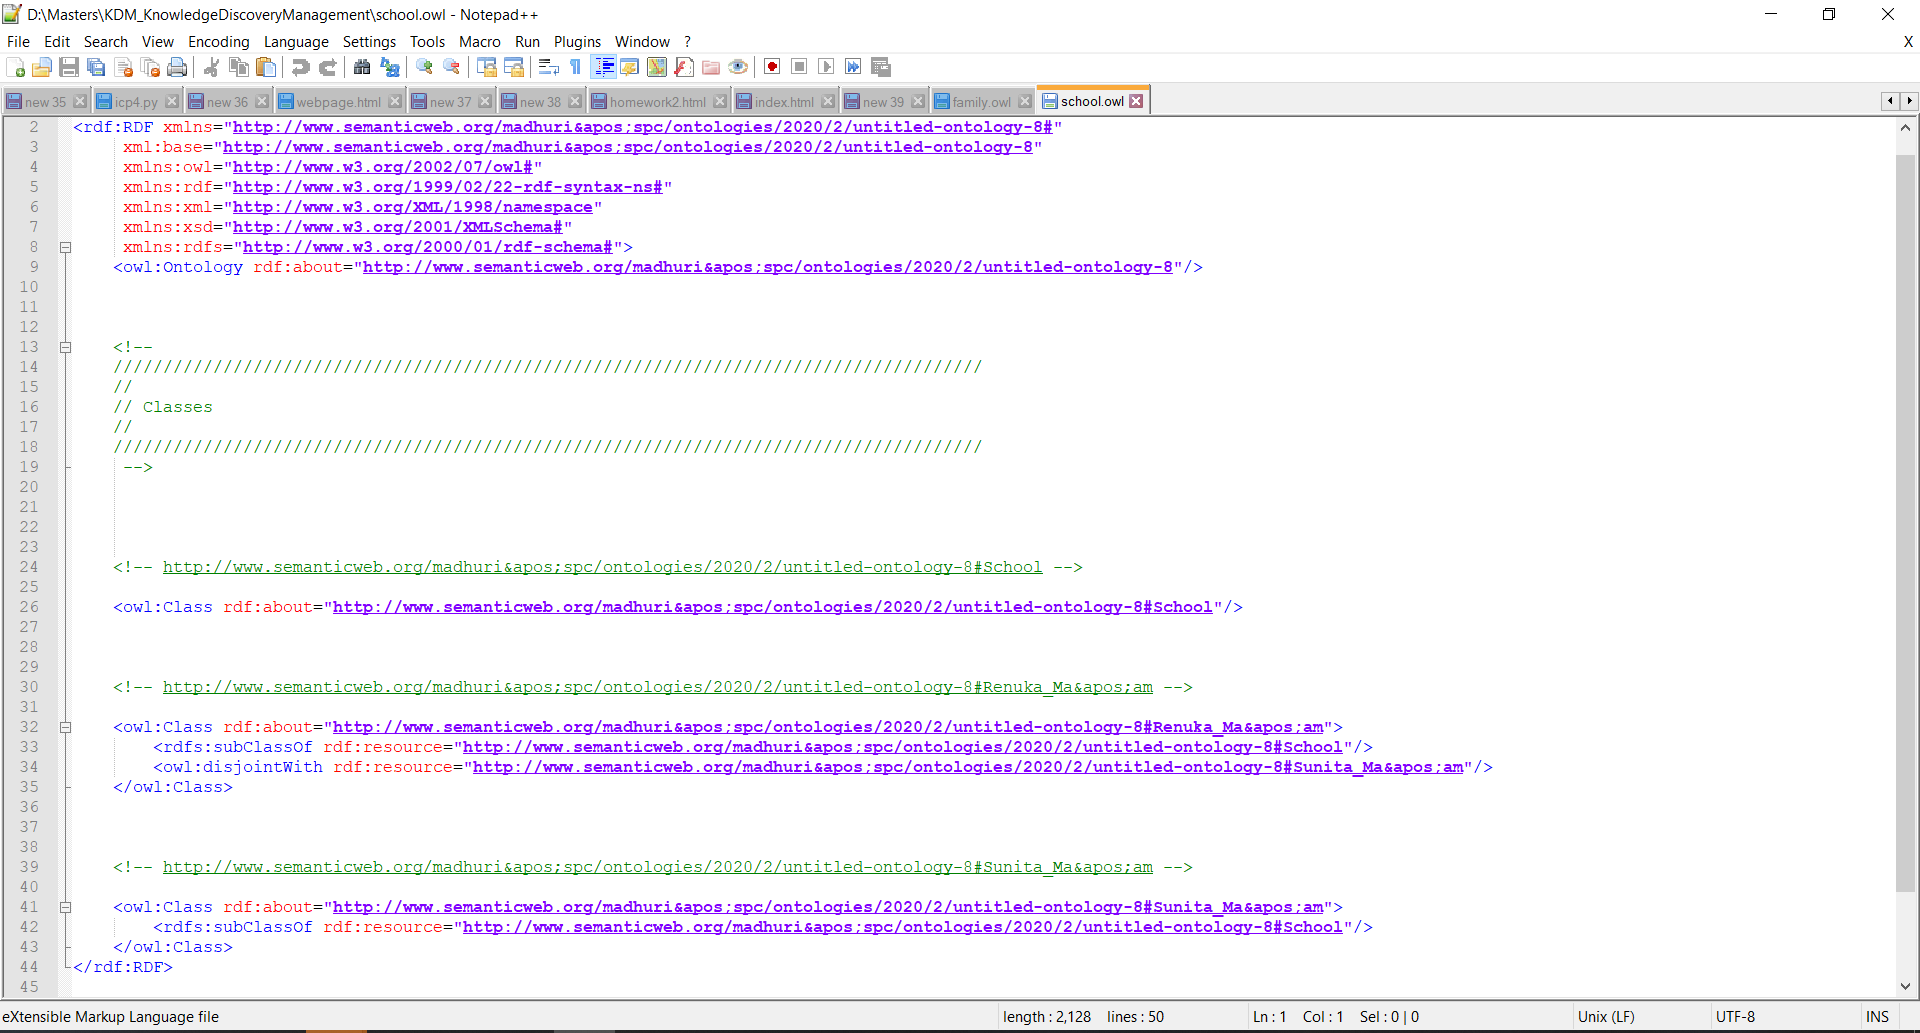 D:\Masters\KDM_KnowledgeDiscoveryManagement\school.owl - Notepad++
File Edit Search View Encoding Language Settings Tools Macro Run Plugins Window ? X
new 35 icp4.py new 36 webpage.html new 37 new 38 homework2.html index.html new 39 family.owl school.owl
2 <rdf:RDF xmlns="http://www.semanticweb.org/madhuri&apos;spc/ontologies/2020/2/untitled-ontology-8#"
3 xml:base="http://www.semanticweb.org/madhuri&apos;spc/ontologies/2020/2/untitled-ontology-8"
4 xmlns:owl="http://www.w3.org/2002/07/owl#"
5 xmlns:rdf="http://www.w3.org/1999/02/22-rdf-syntax-ns#"
6 xmlns:xml="http://www.w3.org/XML/1998/namespace"
7 xmlns:xsd="http://www.w3.org/2001/XMLSchema#"
8 xmlns:rdfs="http://www.w3.org/2000/01/rdf-schema#">
9 <owl:Ontology rdf:about="http://www.semanticweb.org/madhuri&apos;spc/ontologies/2020/2/untitled-ontology-8"/>
10
11
12
13 <!--
14 ///////////////////////////////////////////////////////////////////////////////////////
15 //
16 // Classes
17 //
18 ///////////////////////////////////////////////////////////////////////////////////////
19 -->
20
21
22
23
24 <!-- http://www.semanticweb.org/madhuri&apos;spc/ontologies/2020/2/untitled-ontology-8#School -->
25
26 <owl:Class rdf:about="http://www.semanticweb.org/madhuri&apos;spc/ontologies/2020/2/untitled-ontology-8#School"/>
27
28
29
30 <!-- http://www.semanticweb.org/madhuri&apos;spc/ontologies/2020/2/untitled-ontology-8#Renuka_Ma&apos;am -->
31
32 <owl:Class rdf:about="http://www.semanticweb.org/madhuri&apos;spc/ontologies/2020/2/untitled-ontology-8#Renuka_Ma&apos;am">
33 <rdfs:subClassOf rdf:resource="http://www.semanticweb.org/madhuri&apos;spc/ontologies/2020/2/untitled-ontology-8#School"/>
34 <owl:disjointWith rdf:resource="http://www.semanticweb.org/madhuri&apos;spc/ontologies/2020/2/untitled-ontology-8#Sunita_Ma&apos;am"/>
35 </owl:Class>
36
37
38
39 <!-- http://www.semanticweb.org/madhuri&apos;spc/ontologies/2020/2/untitled-ontology-8#Sunita_Ma&apos;am -->
40
41 <owl:Class rdf:about="http://www.semanticweb.org/madhuri&apos;spc/ontologies/2020/2/untitled-ontology-8#Sunita_Ma&apos;am">
42 <rdfs:subClassOf rdf:resource="http://www.semanticweb.org/madhuri&apos;spc/ontologies/2020/2/untitled-ontology-8#School"/>
43 </owl:Class>
44 </rdf:RDF>
45
eXtensible Markup Language file length : 2,128 lines : 50 Ln : 1 Col : 1 Sel : 0 | 0 Unix (LF) UTF-8 INS